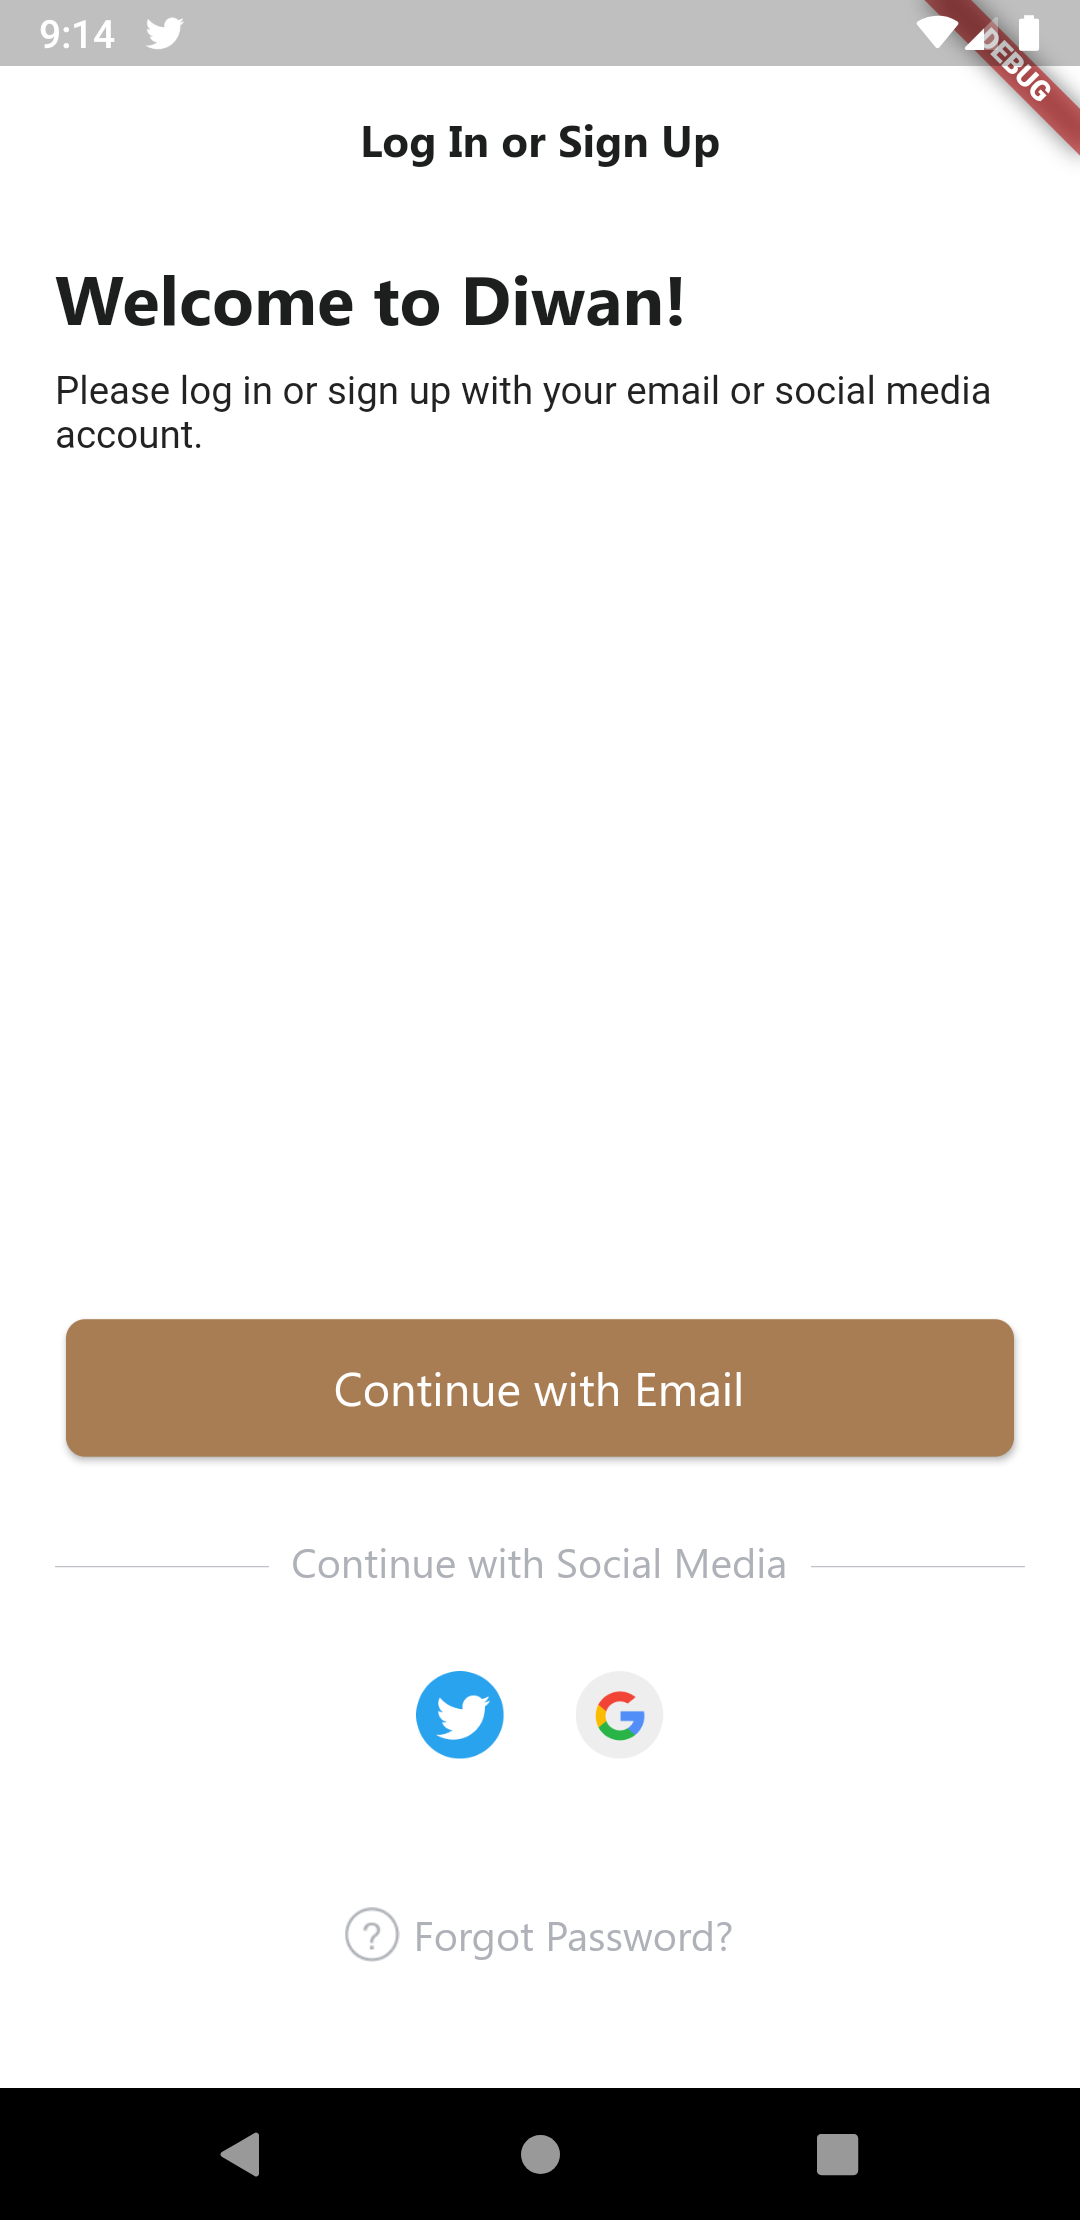 9:14
DEBUG
Log In or Sign Up
Welcome to Diwan!
Please log in or sign up with your email or social media
account.
Continue with Email
Continue with Social Media
? Forgot Password?